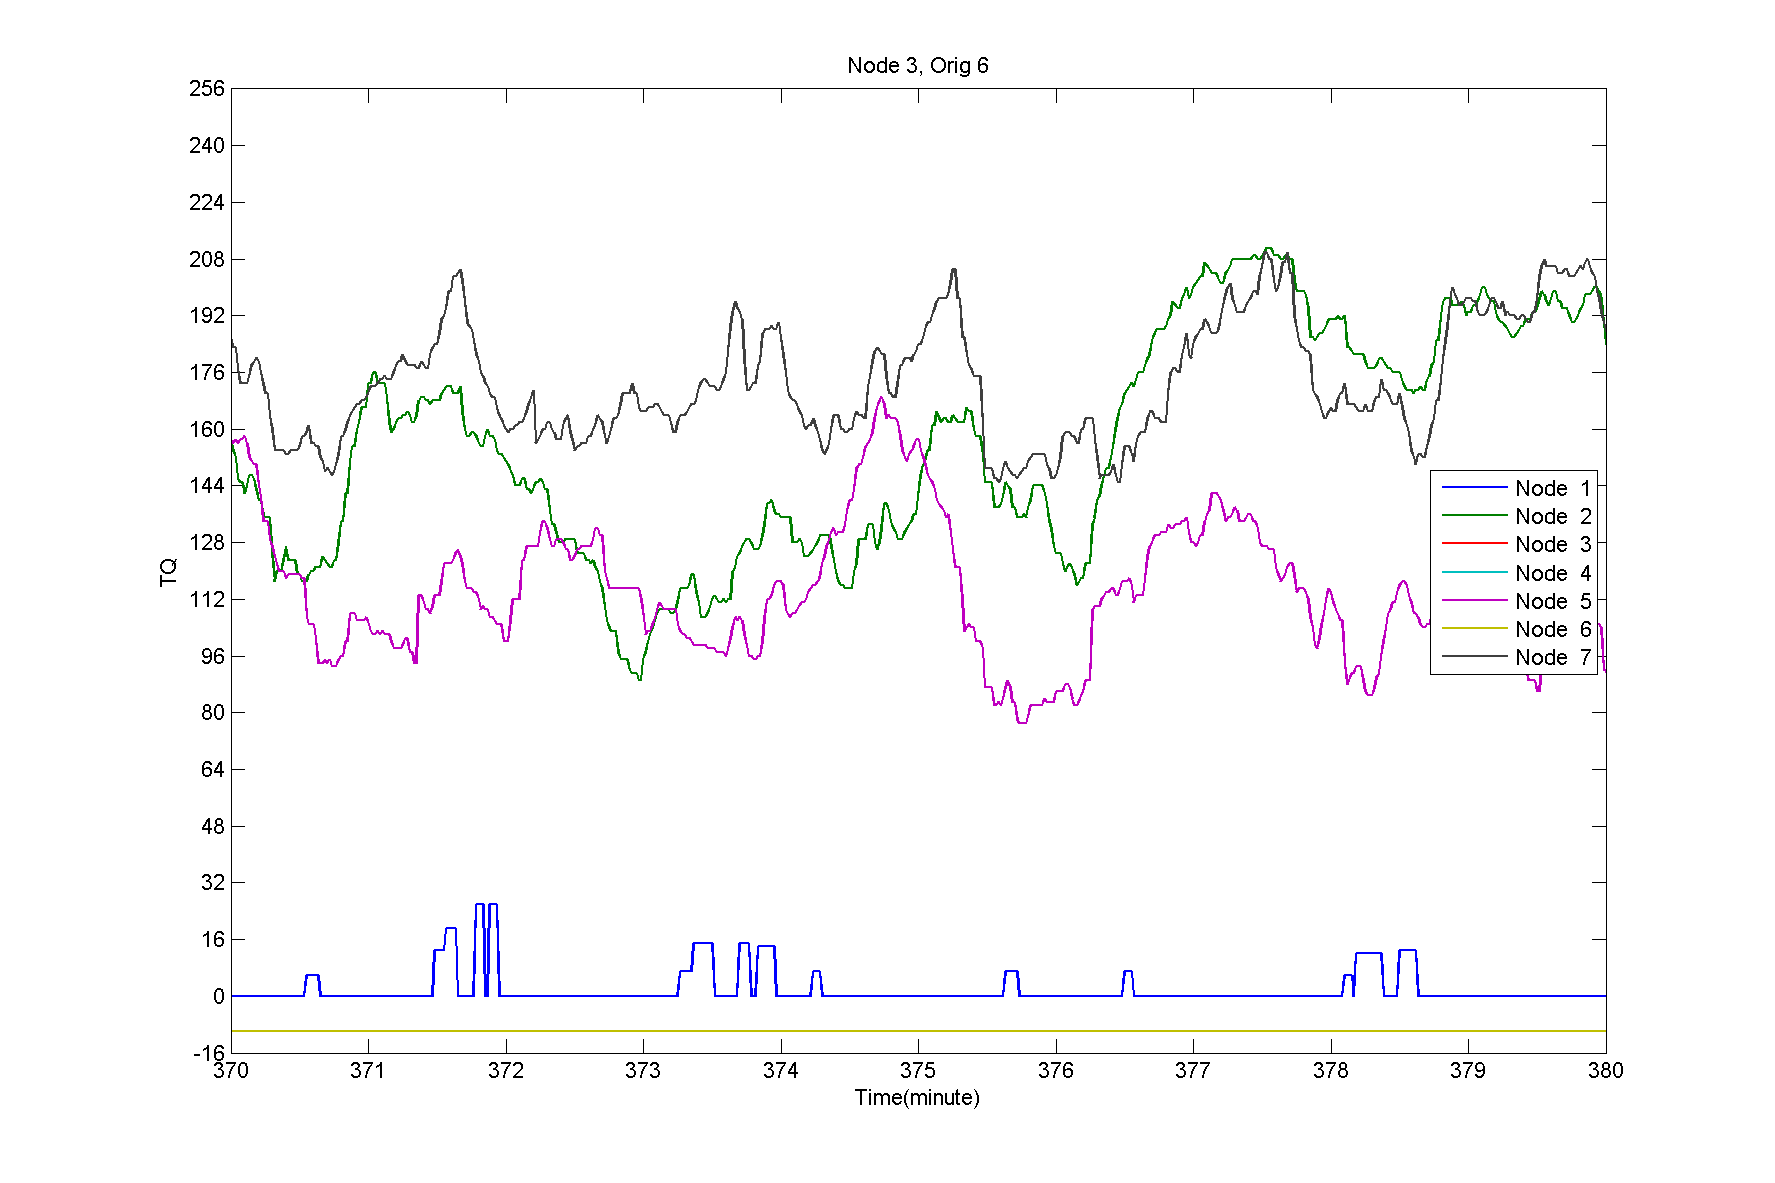 Node 3, Orig 6
256
240
224
208
192
176
160
144
128
112
96
80
64
48
32
16
0
-16
TQ
Node 1
Node 2
Node 3
Node 4
Node 5
Node 6
Node 7
370 371 372 373 374 375 376 377 378 379 380
Time(minute)